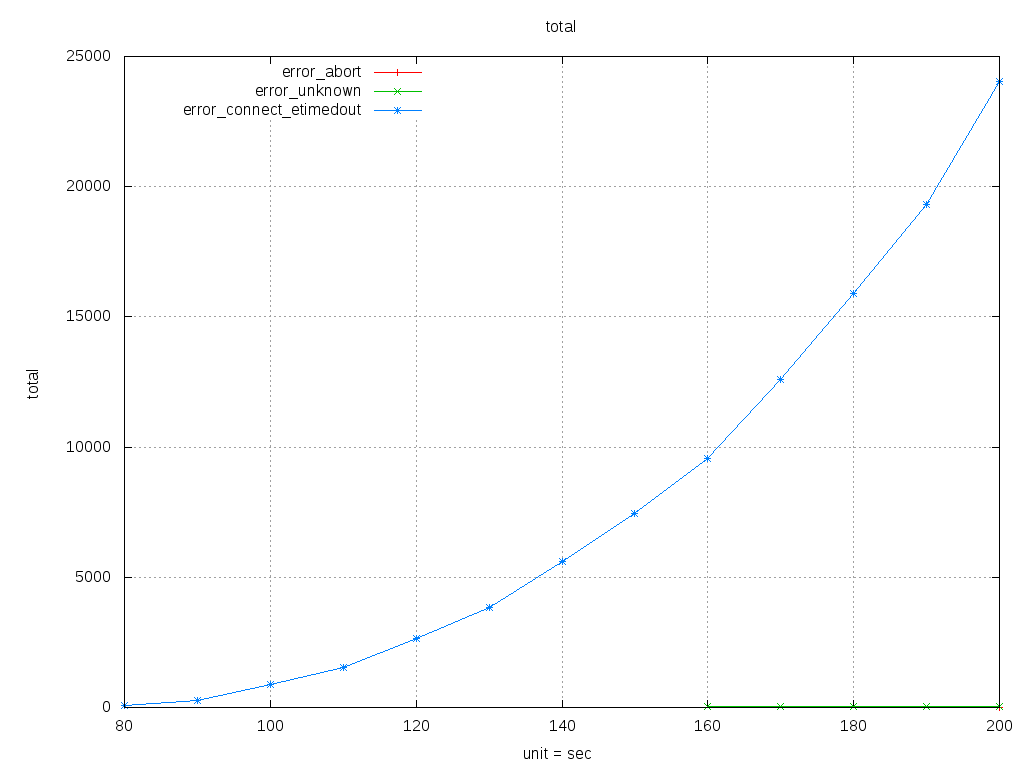 total
25000
20000
15000
10000
5000
0
total
error_abort
error_unknown
error_connect_etimedout
80 100 120 140 160 180 200
unit = sec